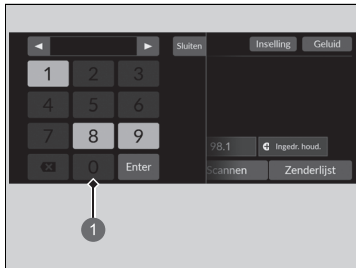 ◄ ► Sluiten Inselling Geluid
1 2 3
4 5 6
7 8 9
98.1 Ingedr. houd.
0 Enter Scannen Zenderlijst
1